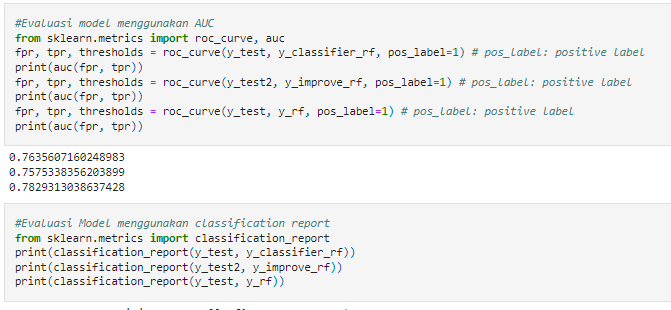 #Evaluasi model menggunakan AUC
from sklearn.metrics import roc_curve, auc
fpr, tpr, thresholds = roc_curve(y_test, y_classifier_rf, pos_label=1) # pos_label: positive label
print(auc(fpr, tpr))
fpr, tpr, thresholds = roc_curve(y_test2, y_improve_rf, pos_label=1) # pos_label: positive label
print(auc(fpr, tpr))
fpr, tpr, thresholds = roc_curve(y_test, y_rf, pos_label=1) # pos_label: positive label
print(auc(fpr, tpr))
0.7635607160248983
0.7575338356203899
0.7829313038637428
#Evaluasi Model menggunakan classification report
from sklearn.metrics import classification_report
print(classification_report(y_test, y_classifier_rf))
print(classification_report(y_test2, y_improve_rf))
print(classification_report(y_test, y_rf))